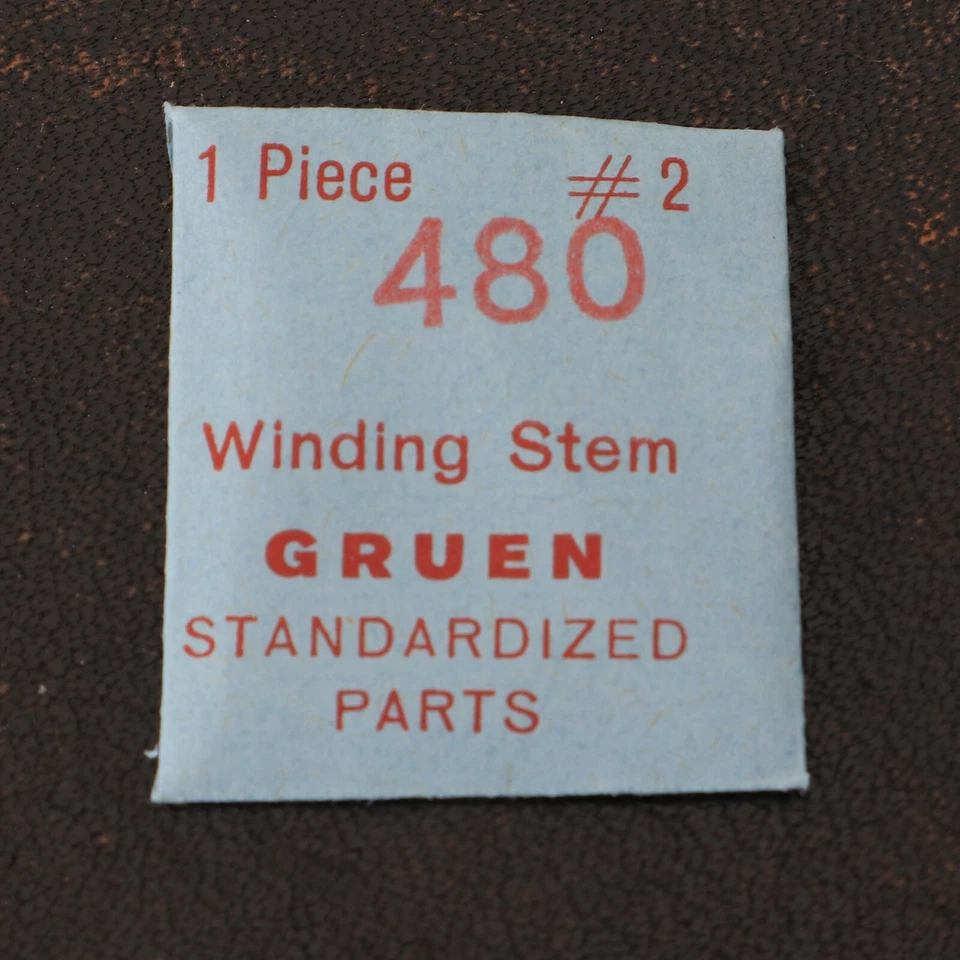 1 Piece #2
480
Winding Stem
GRUEN
STANDARDIZED
PARTS